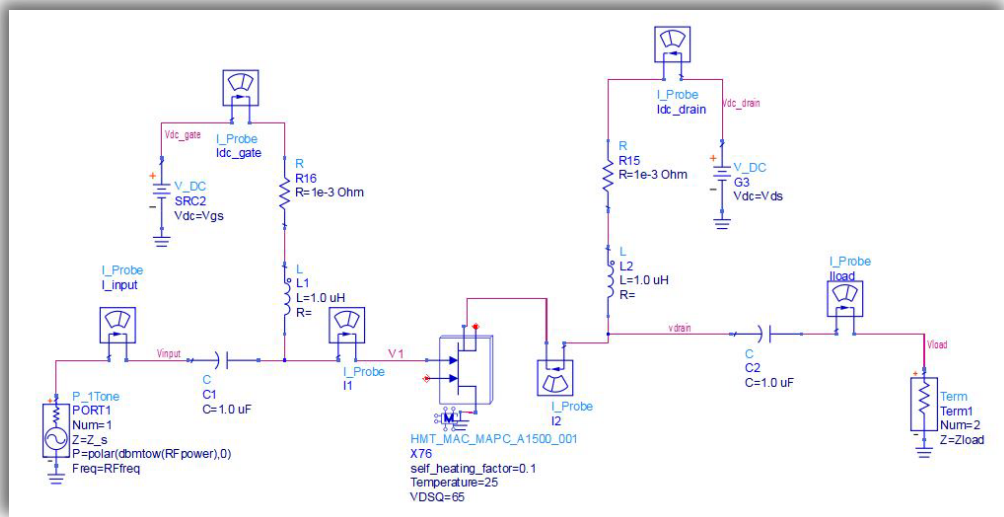 I_Probe
Idc_drain
Vdc_gate
I_Probe
Idc_gate
Vdc_drain
R
R16
R=1e-3 Ohm
R
R15
R=1e-3 Ohm
V_DC
SRC2
Vdc=Vgs
V_DC
G3
Vdc=Vds
I_Probe
I_input
L
L1
L=1.0 uH
R=
L
L2
L=1.0 uH
R=
I_Probe
Iload
Vinput
C
C1
C=1.0 uF
I_Probe
I1
V1
vdrain
C
C2
C=1.0 uF
Vload
P_1Tone
PORT1
Num=1
Z=Z_s
P=polar(dbmtow(RFpower),0)
Freq=RFfreq
M
I_Probe
I2
HMT_MAC_MAPC_A1500_001
X76
self_heating_factor=0.1
Temperature=25
VDSQ=65
Term
Term1
Num=2
Z=Zload